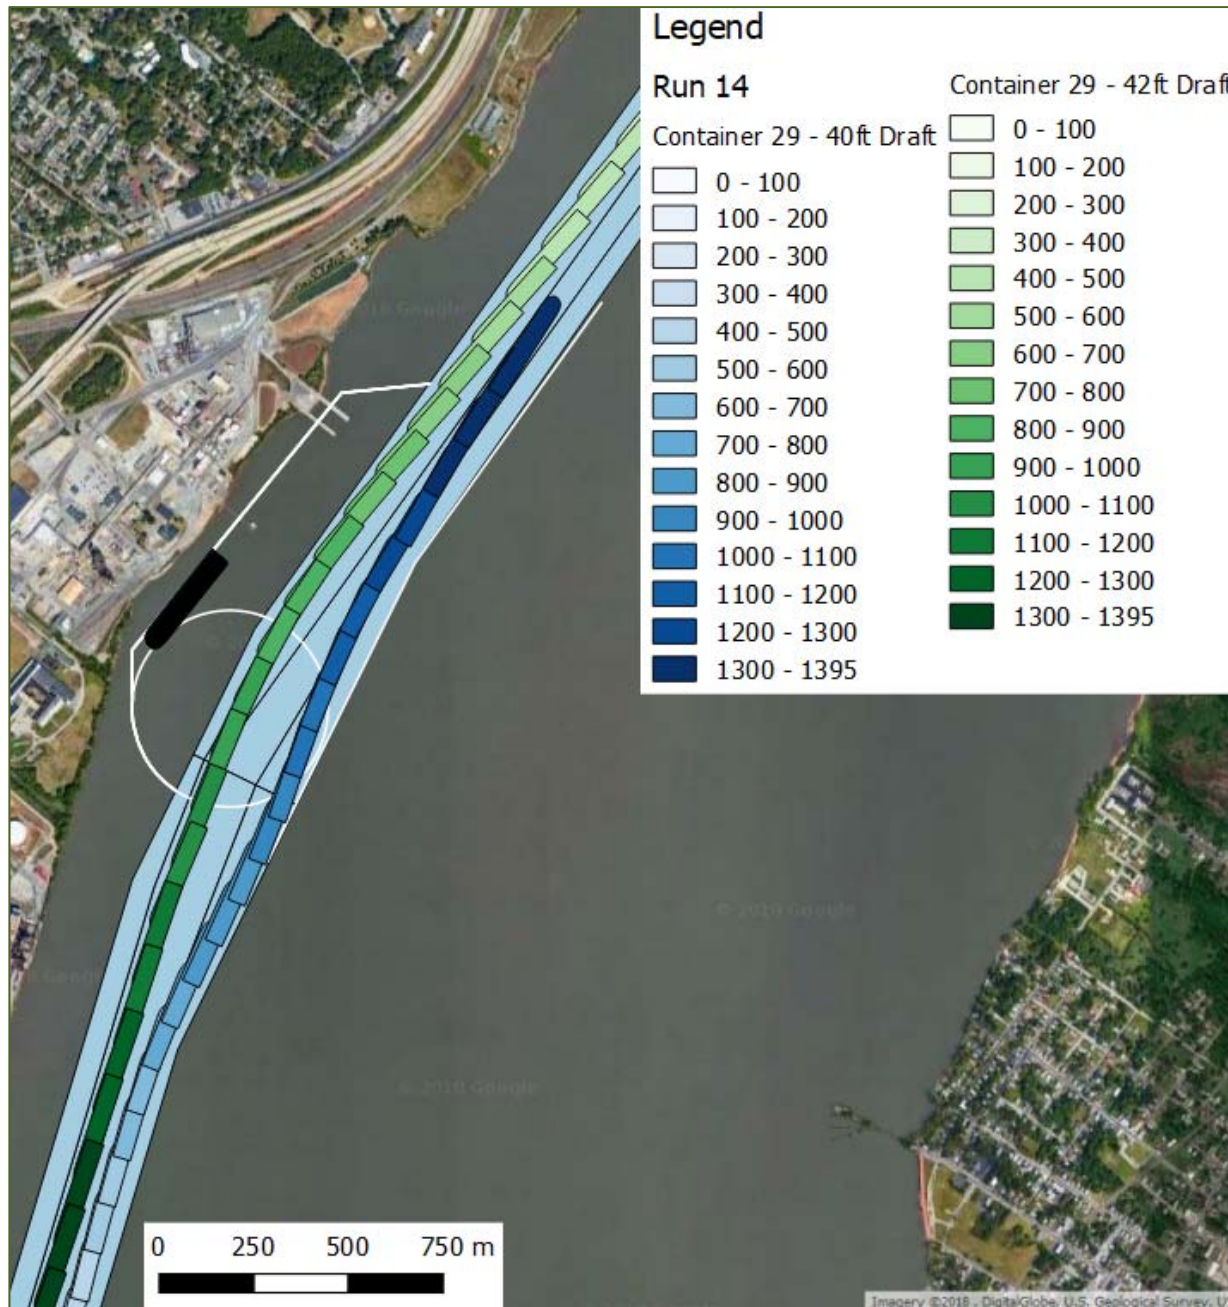 Legend
Run 14
Container 29 - 40ft Draft
0 - 100
100 - 200
200 - 300
300 - 400
400 - 500
500 - 600
600 - 700
700 - 800
800 - 900
900 - 1000
1000 - 1100
1100 - 1200
1200 - 1300
1300 - 1395
Container 29 - 42ft Draft
0 - 100
100 - 200
200 - 300
300 - 400
400 - 500
500 - 600
600 - 700
700 - 800
800 - 900
900 - 1000
1000 - 1100
1100 - 1200
1200 - 1300
1300 - 1395
Google
© 2018 Google
Google
© 2018 Google
0 250 500 750 m
Imagery ©2018 , DigitalGlobe, U.S. Geological Survey,